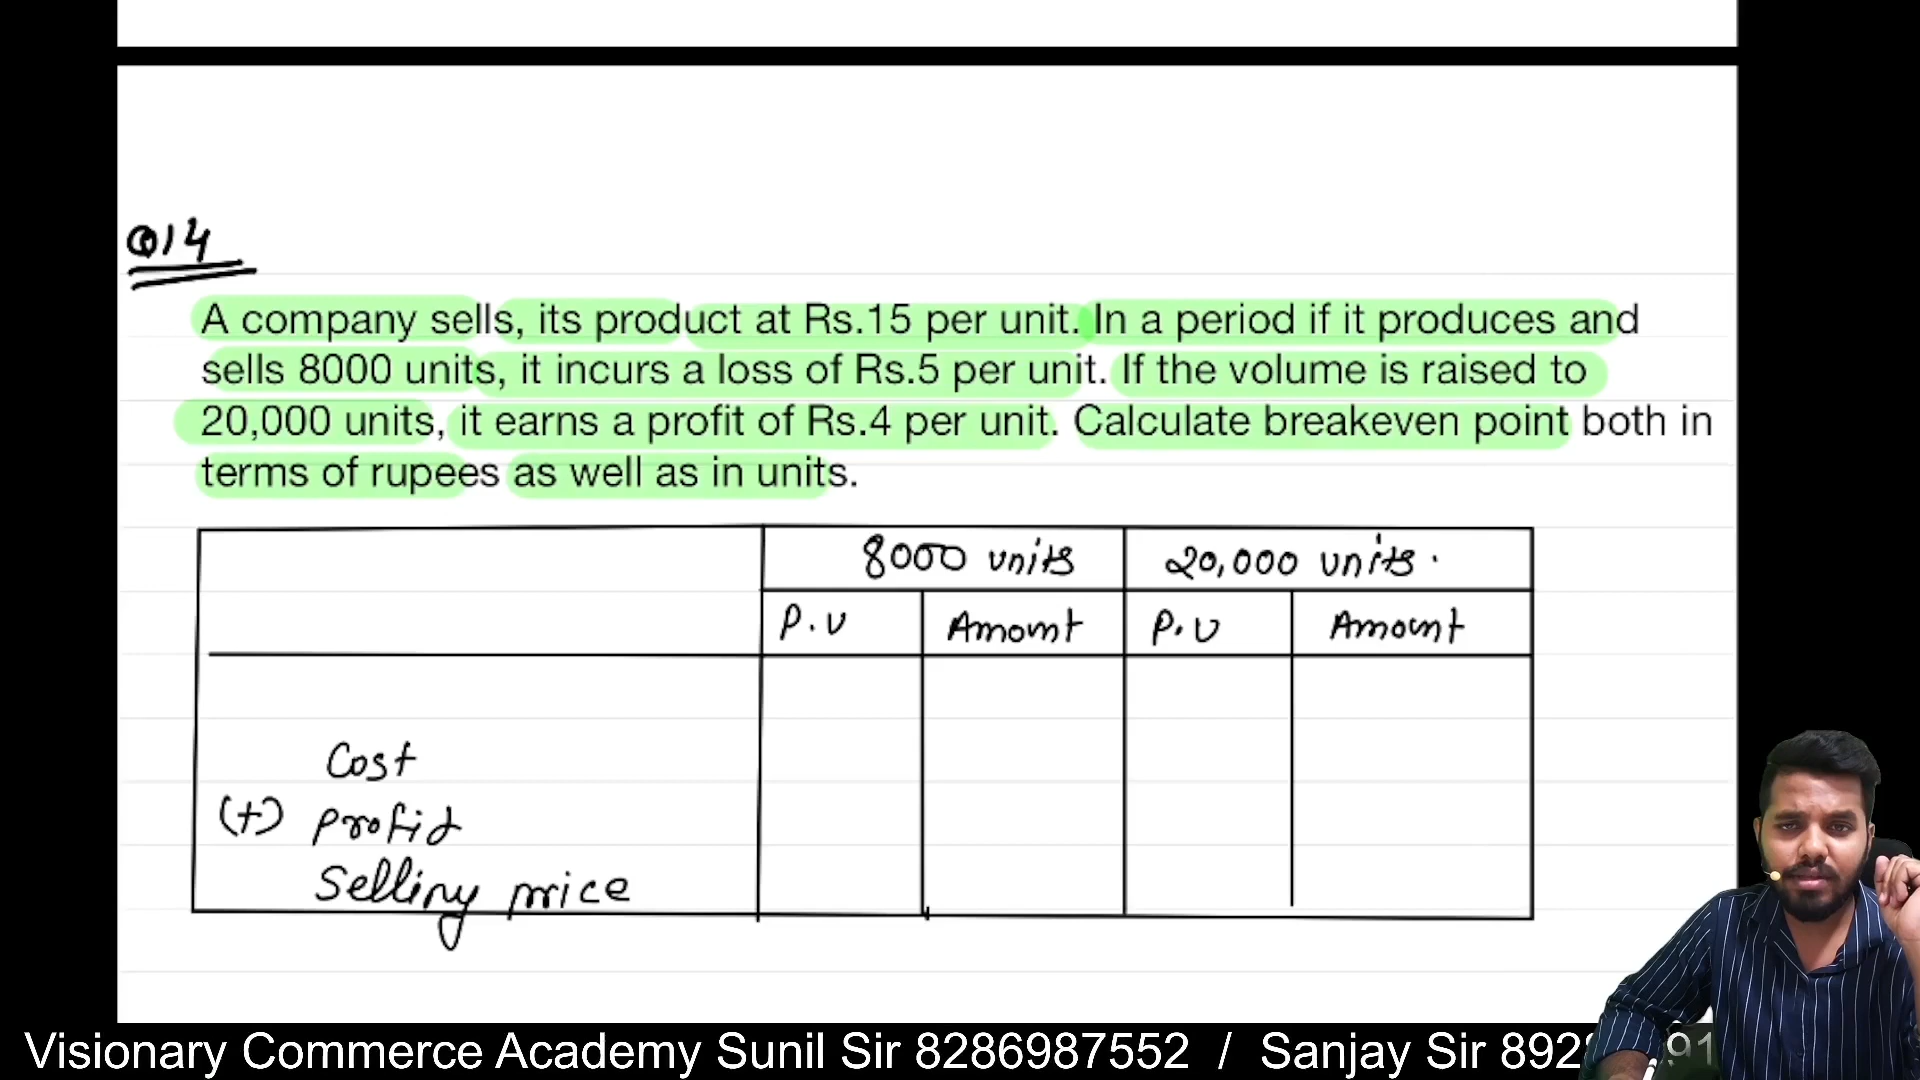 Q14
A company sells, its product at Rs.15 per unit. In a period if it produces and
sells 8000 units, it incurs a loss of Rs.5 per unit. If the volume is raised to
20,000 units, it earns a profit of Rs.4 per unit. Calculate breakeven point both in
terms of rupees as well as in units.
8000 units 20,000 units.
P.U Amount P.U Amount
Cost
(+) Profit
Selling price
Visionary Commerce Academy Sunil Sir 8286987552 / Sanjay Sir 892